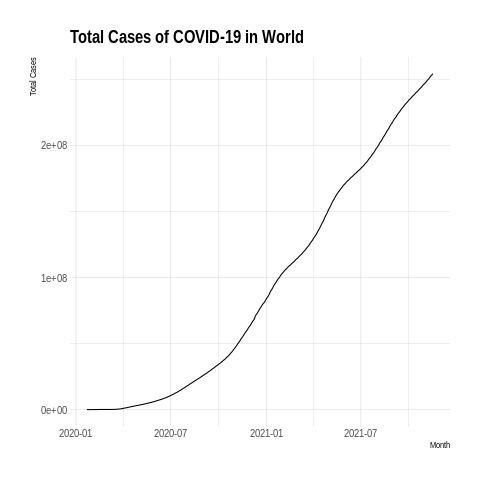 Total Cases of COVID-19 in World
Total Cases
2e+08
1e+08
0e+00
2020-01 2020-07 2021-01 2021-07
Month